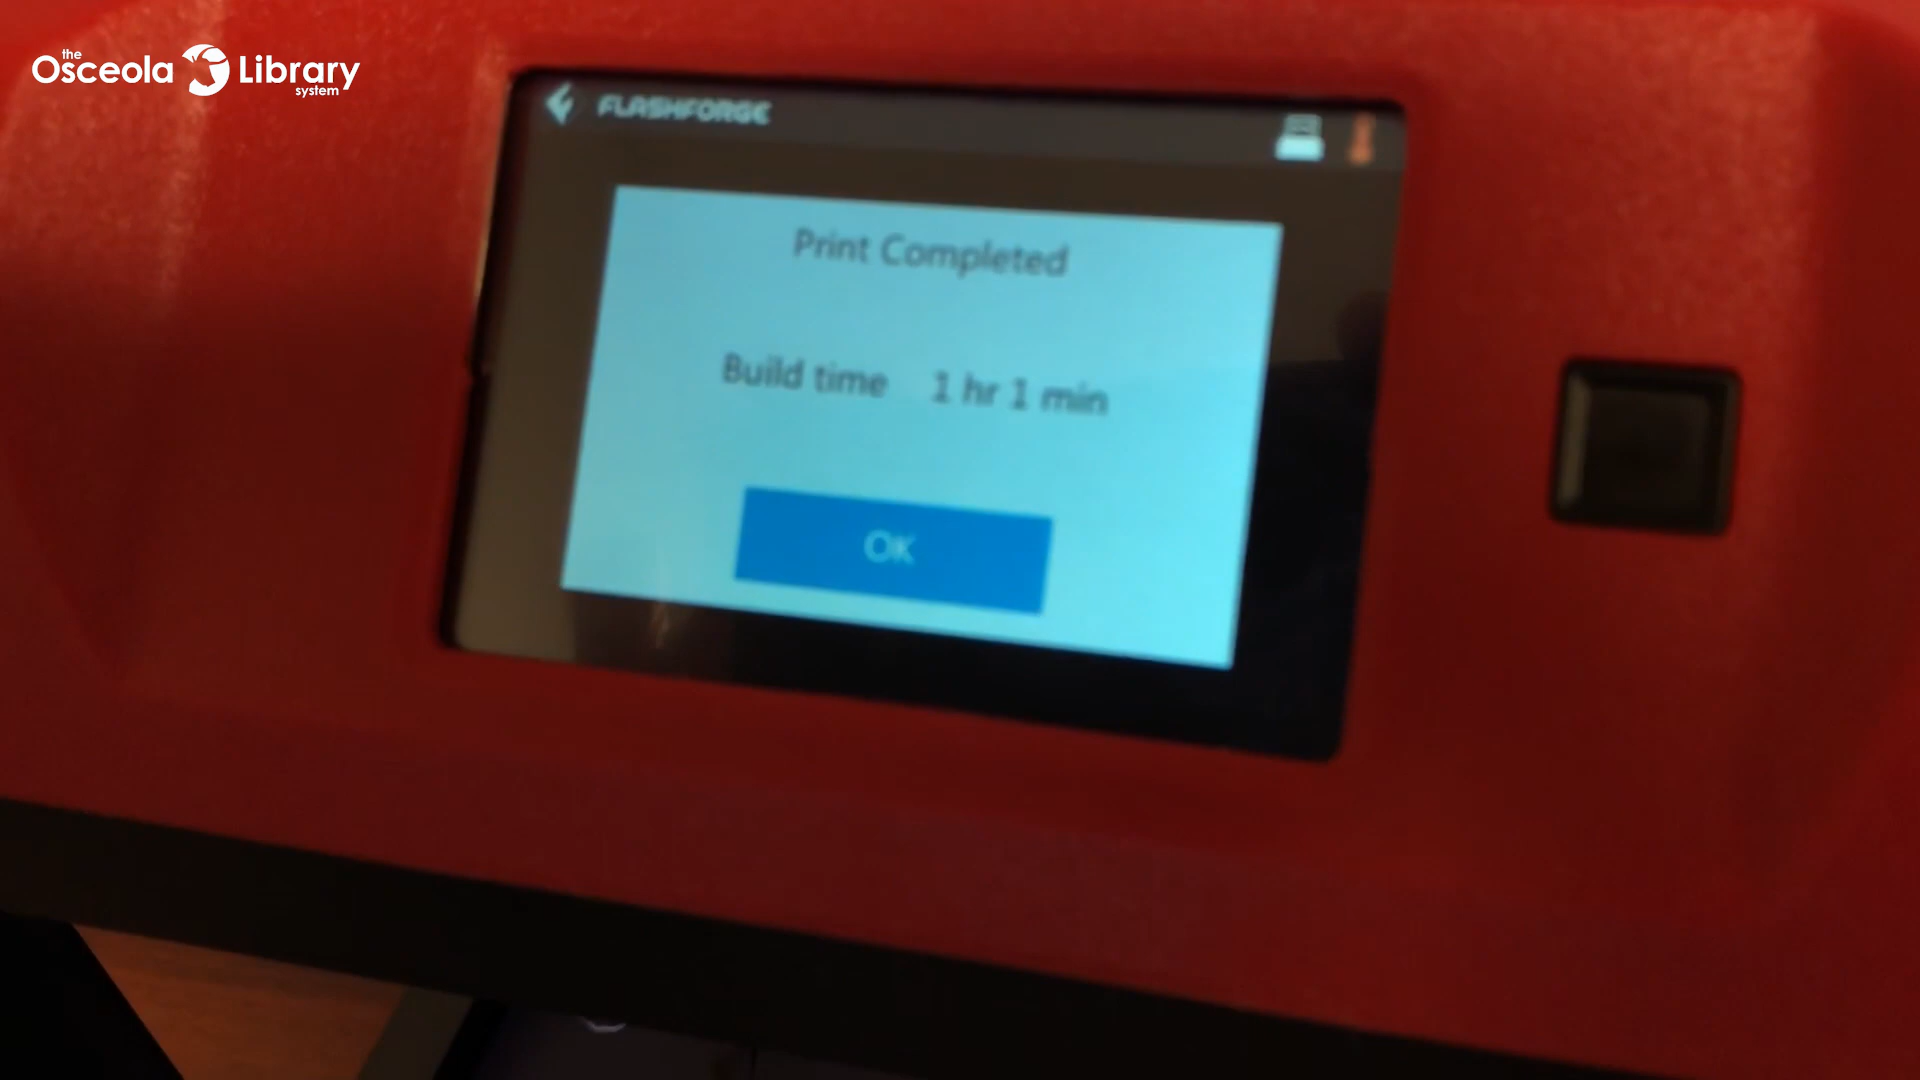 the
Osceola Library
system
FLASHFORGE
Print Completed
Build time 1 hr 1 min
OK